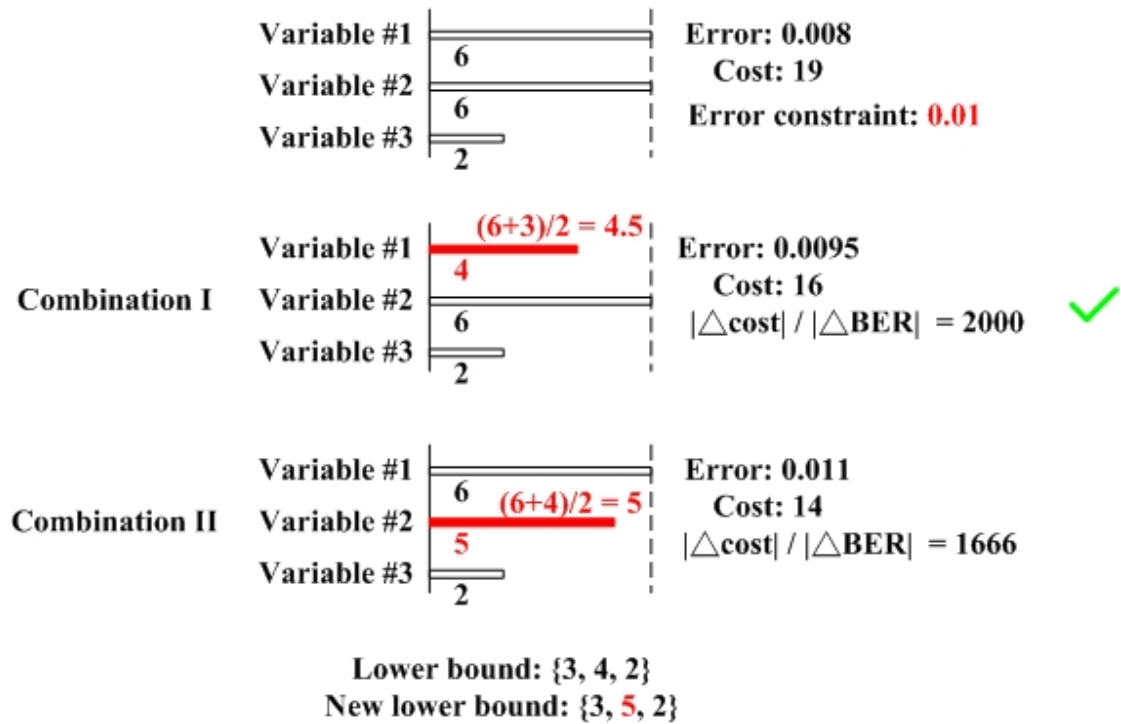 Variable #1
6
Error: 0.008
Variable #2
6
Cost: 19
Variable #3
2
Error constraint: 0.01
Combination I
(6+3)/2 = 4.5
Variable #1
4
Error: 0.0095
Variable #2
6
Cost: 16
|△cost| / |△BER| = 2000
Variable #3
2
Combination II
Variable #1
6
Error: 0.011
(6+4)/2 = 5
Variable #2
5
Cost: 14
|△cost| / |△BER| = 1666
Variable #3
2
Lower bound: {3, 4, 2}
New lower bound: {3, 5, 2}